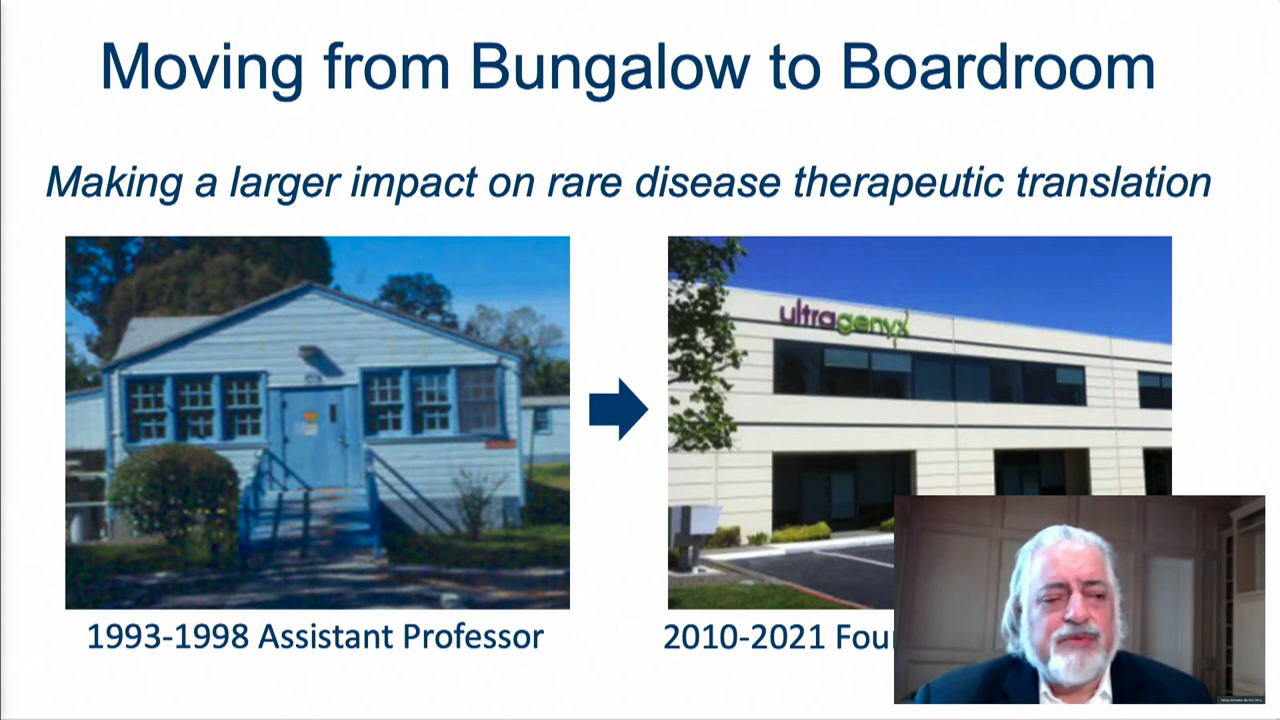 Moving from Bungalow to Boardroom
Making a larger impact on rare disease therapeutic translation
ultragenyx
1993-1998 Assistant Professor
2010-2021